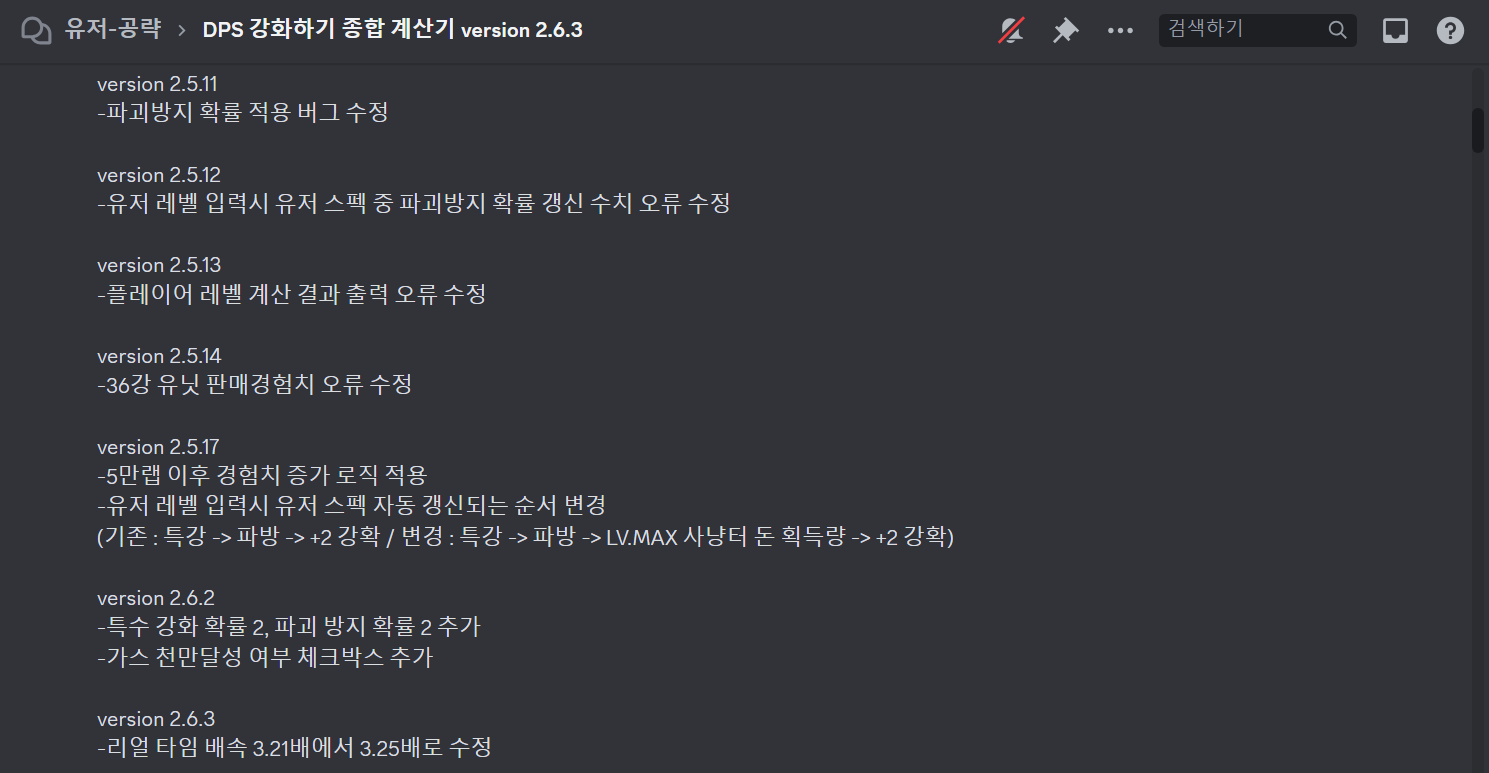 유저-공략 › DPS 강화하기 종합 계산기 version 2.6.3 검색하기
version 2.5.11
-파괴방지 확률 적용 버그 수정
version 2.5.12
-유저 레벨 입력시 유저 스펙 중 파괴방지 확률 갱신 수치 오류 수정
version 2.5.13
-플레이어 레벨 계산 결과 출력 오류 수정
version 2.5.14
-36강 유닛 판매경험치 오류 수정
version 2.5.17
-5만랩 이후 경험치 증가 로직 적용
-유저 레벨 입력시 유저 스펙 자동 갱신되는 순서 변경
(기존 : 특강 -> 파방 -> +2 강확 / 변경 : 특강 -> 파방 -> LV.MAX 사냥터 돈 획득량 -> +2 강확)
version 2.6.2
-특수 강화 확률 2, 파괴 방지 확률 2 추가
-가스 천만달성 여부 체크박스 추가
version 2.6.3
-리얼 타임 배속 3.21배에서 3.25배로 수정